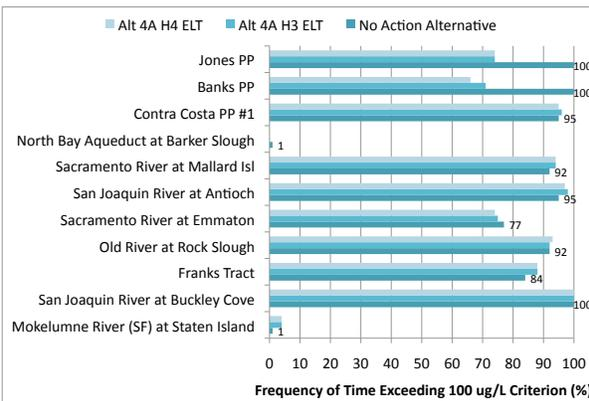 Alt 4A H4 ELT Alt 4A H3 ELT No Action Alternative
Jones PP 100
Banks PP 100
Contra Costa PP #1 95
North Bay Aqueduct at Barker Slough 1
Sacramento River at Mallard Isl 92
San Joaquin River at Antioch 95
Sacramento River at Emmaton 77
Old River at Rock Slough 92
Franks Tract 84
San Joaquin River at Buckley Cove 100
Mokelumne River (SF) at Staten Island 1
0 10 20 30 40 50 60 70 80 90 100
Frequency of Time Exceeding 100 ug/L Criterion (%)